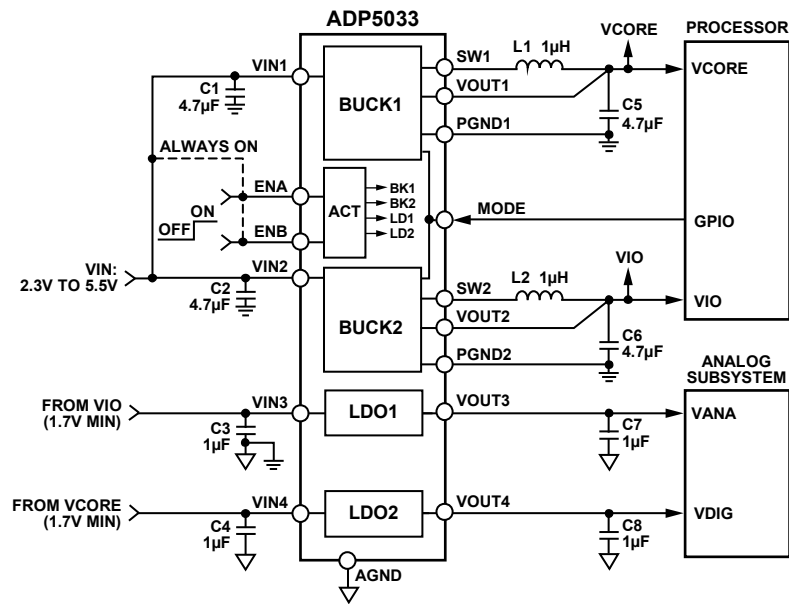 ADP5033
PROCESSOR
VCORE
VIN1
C1
4.7µF
BUCK1
SW1
L1 1µH
VOUT1
PGND1
C5
4.7µF
VCORE
ALWAYS ON
ENA
OFF
ON
ENB
ACT
BK1
BK2
LD1
LD2
MODE
GPIO
VIN:
2.3V TO 5.5V
VIN2
C2
4.7µF
BUCK2
SW2
L2 1µH
VOUT2
PGND2
VIO
C6
4.7µF
VIO
ANALOG
SUBSYSTEM
FROM VIO
(1.7V MIN)
VIN3
C3
1µF
LDO1
VOUT3
C7
1µF
VANA
FROM VCORE
(1.7V MIN)
VIN4
C4
1µF
LDO2
VOUT4
C8
1µF
VDIG
AGND